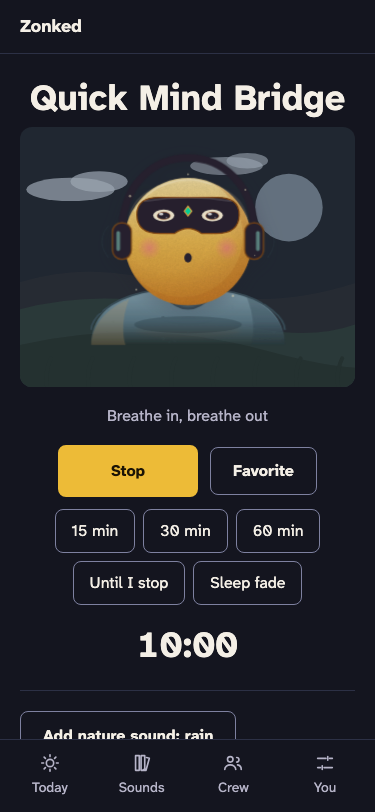 Zonked
Quick Mind Bridge
Breathe in, breathe out
Stop
Favorite
15 min
30 min
60 min
Until I stop
Sleep fade
10:00
Add nature sound: rain
Today
Sounds
Crew
You